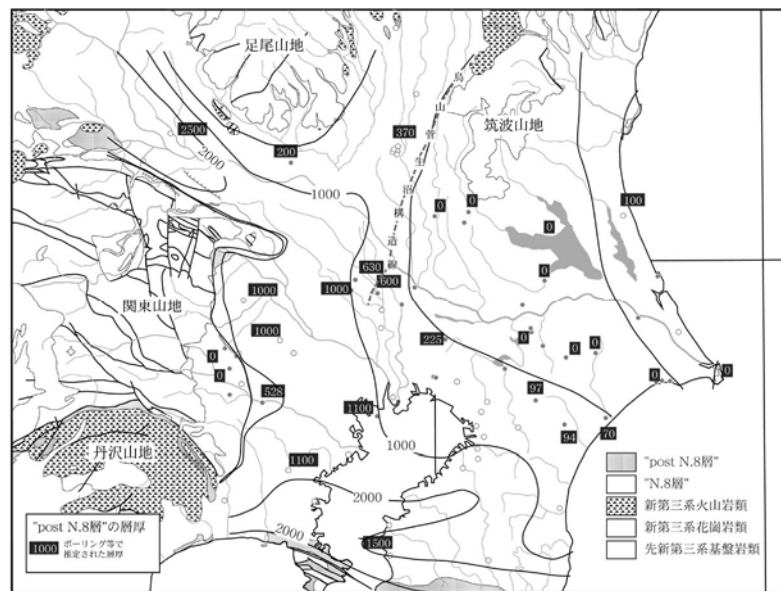 足尾山地
筑波山地
烏山菅生沼構造線
2500
2000
370
200
1000
0
0
0
100
630
600
0
1000
1000
関東山地
1000
225
0
0
0
0
0
528
97
0
0
1100
1000
94
70
丹沢山地
1100
2000
2000
1500
"post N.8層"の層厚
1000 ボーリング等で
推定された層厚
"post N.8層"
"N.8層"
新第三系火山岩類
新第三系花崗岩類
先新第三系基盤岩類